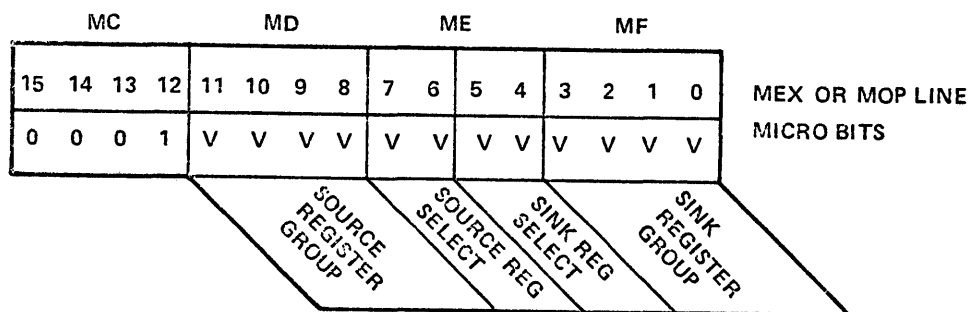 MC MD ME MF
15 14 13 12 11 10 9 8 7 6 5 4 3 2 1 0 MEX OR MOP LINE
0 0 0 1 V V V V V V V V V V V V MICRO BITS
SOURCE
REGISTER
GROUP
SOURCE REG
SELECT
SINK REG
SELECT
SINK
REGISTER
GROUP